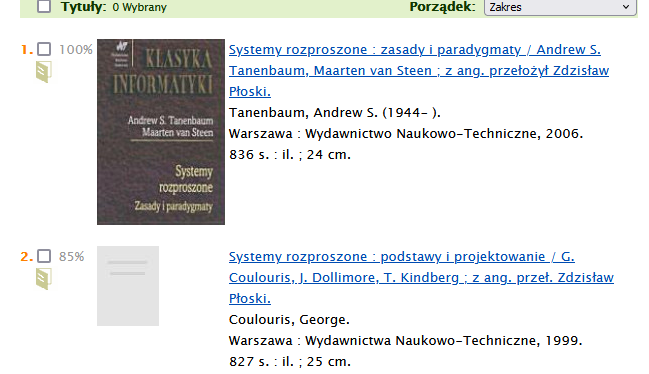 Tytuły: 0 Wybrany Porządek: Zakres
1. 100%
KLASYKA
INFORMATYKI
Andrew S. Tanenbaum
Maarten van Steen
Systemy
rozproszone
Zasady i paradygmaty
Systemy rozproszone : zasady i paradygmaty / Andrew S.
Tanenbaum, Maarten van Steen ; z ang. przełożył Zdzisław
Płoski.
Tanenbaum, Andrew S. (1944- ).
Warszawa : Wydawnictwo Naukowo-Techniczne, 2006.
836 s. : il. ; 24 cm.
2. 85%
Systemy rozproszone : podstawy i projektowanie / G.
Coulouris, J. Dollimore, T. Kindberg ; z ang. przeł. Zdzisław
Płoski.
Coulouris, George.
Warszawa : Wydawnictwa Naukowo-Techniczne, 1999.
827 s. : il. ; 25 cm.